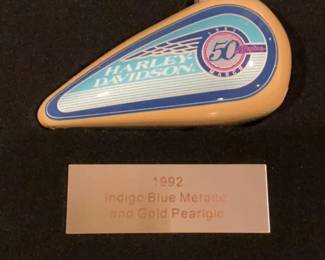 HARLEY-DAVIDSON
50
1992
Indigo Blue Metallic
and Gold Pearlglo